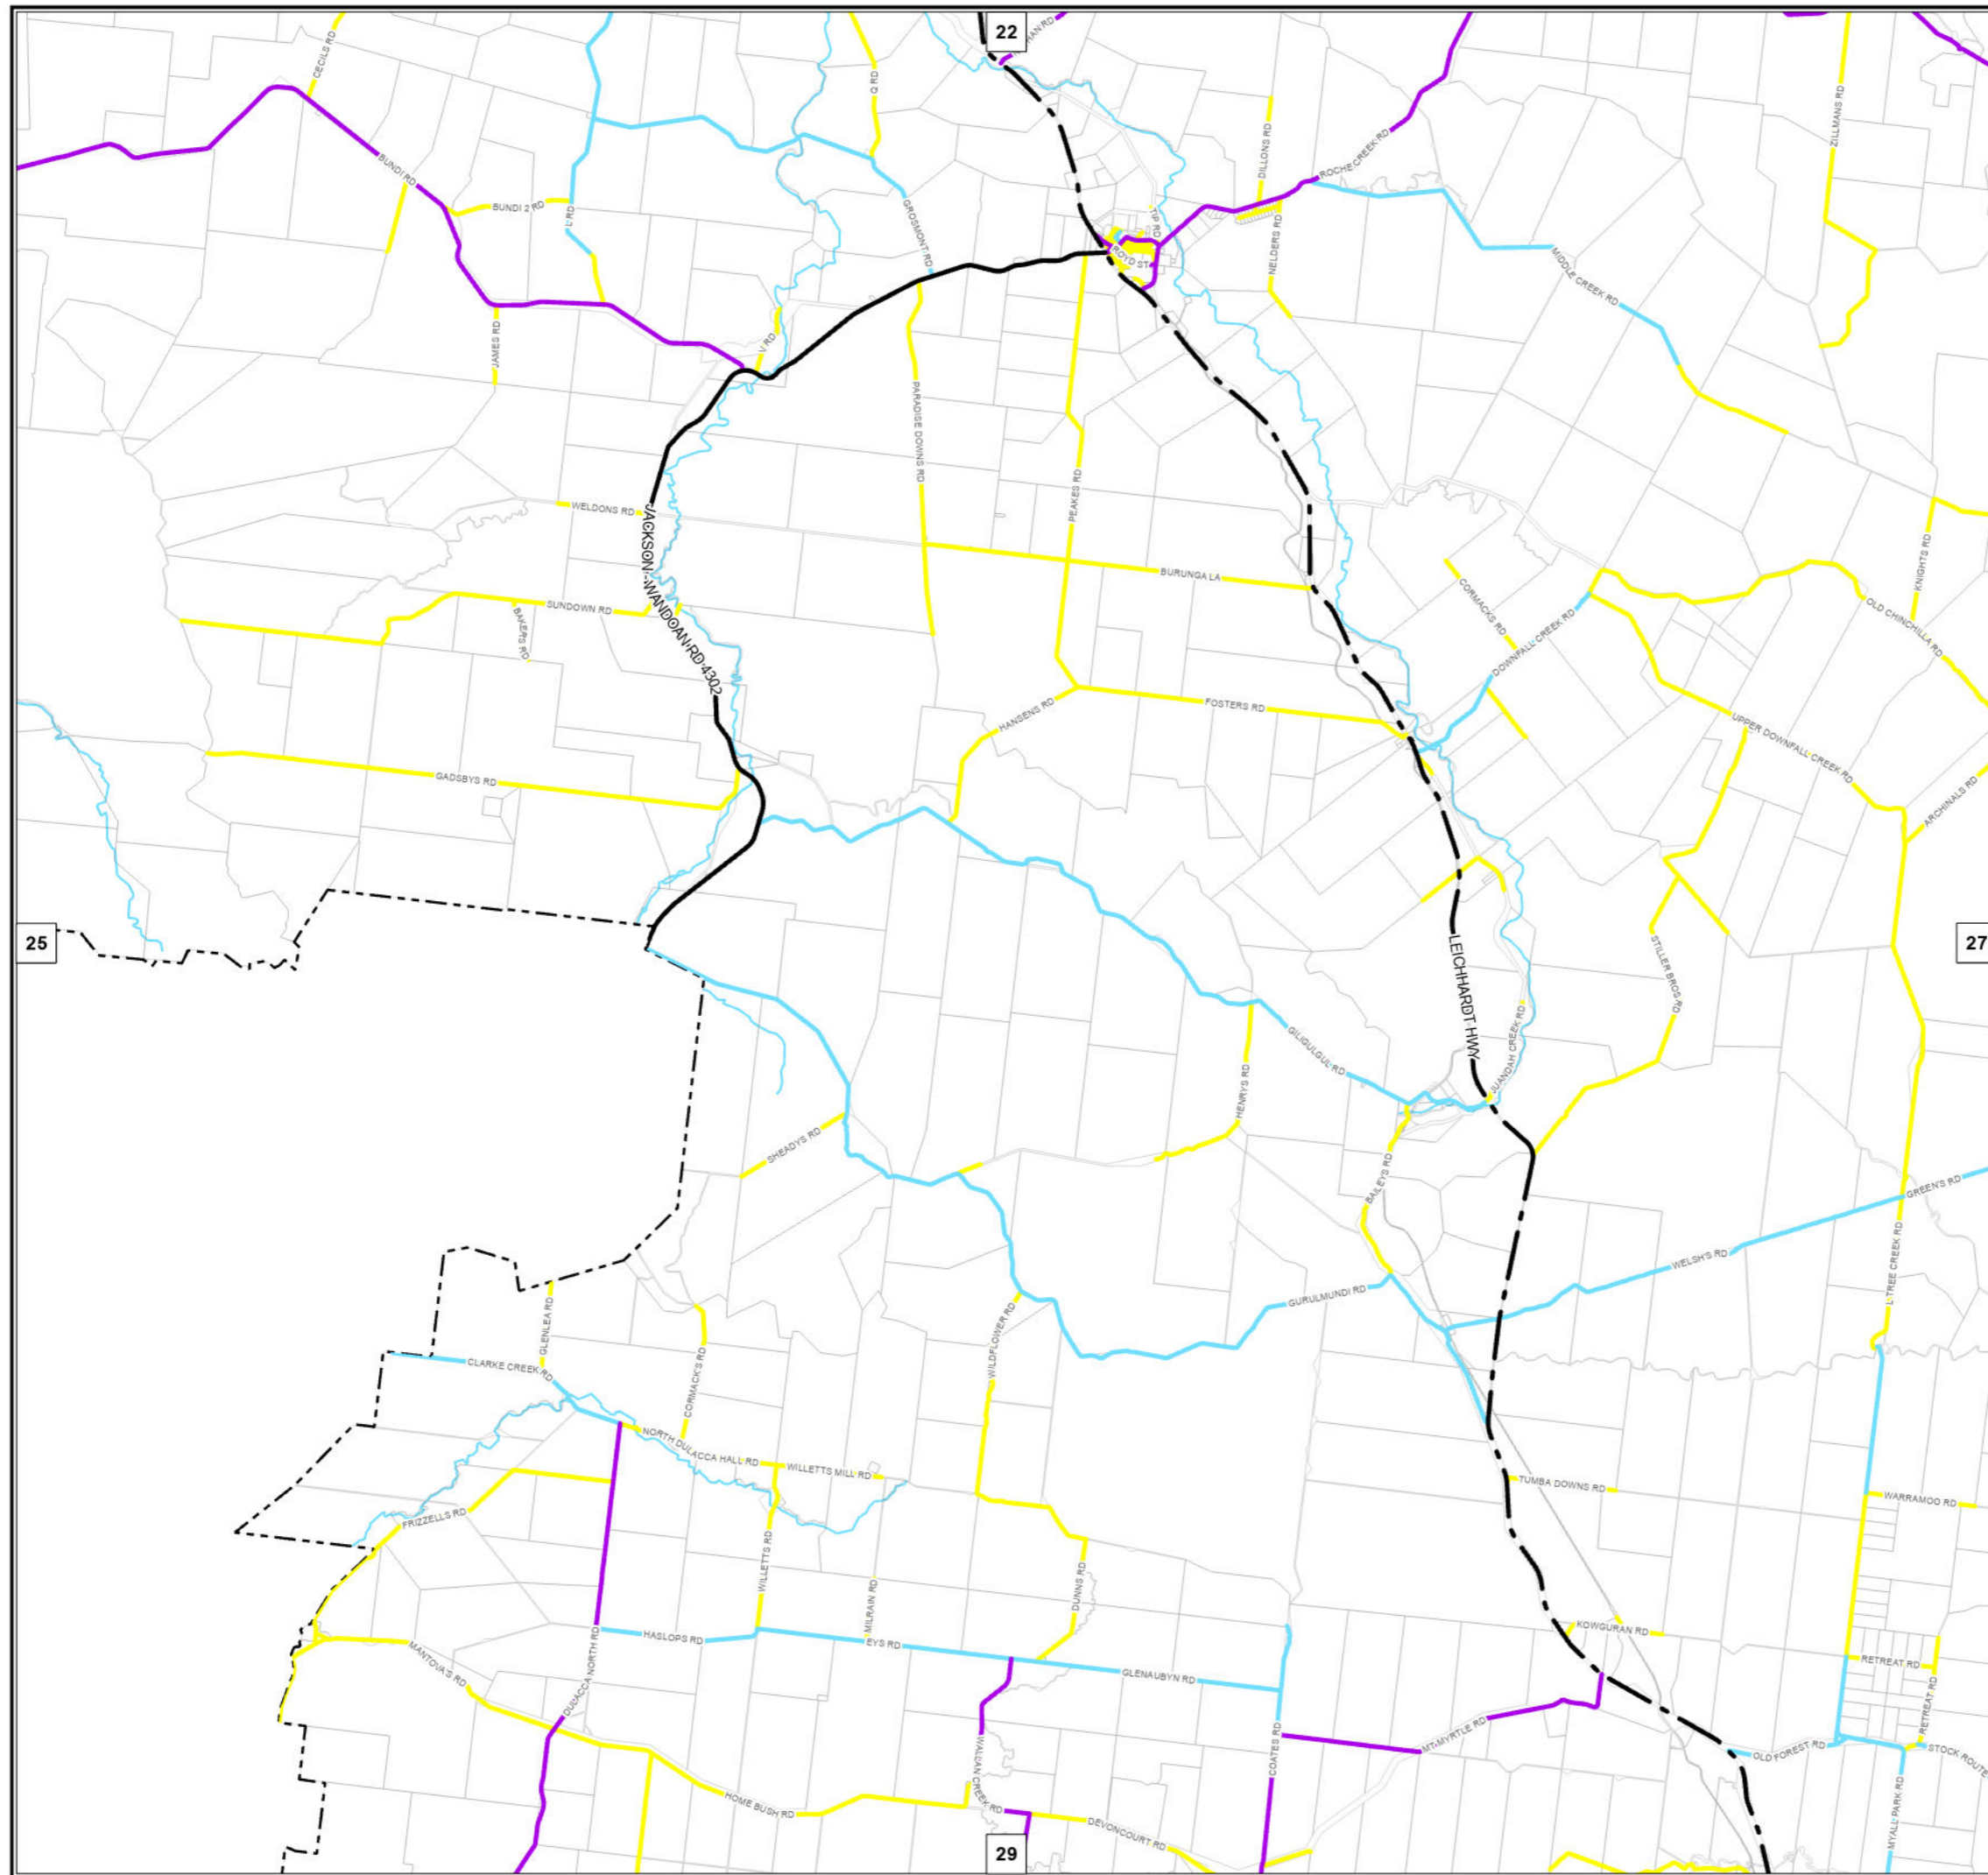 22
HAN RD
CECILS RD
Q RD
ZILLMANS RD
DILLONS RD
ROCHE CREEK RD
BUNDI RD
BUNDI 2 RD
L RD
GROSMONT RD
TIP RD
ROYD ST
NELDERS RD
MIDDLE CREEK RD
JAMES RD
V RD
PARADISE DOWNS RD
PEAKES RD
WELDONS RD
JACKSON-WANDOAN RD 4302
BURUNGA LA
KNIGHTS RD
CORMACKS RD
OLD CHINCHILLA RD
SUNDOWN RD
BAKERS RD
DOWNFALL CREEK RD
HANSENS RD
FOSTERS RD
UPPER DOWNFALL CREEK RD
GADSBYS RD
ARCHINALS RD
25
27
LEICHHARDT HWY
STILLER BROS RD
GILIGULGUL RD
JUANDAH CREEK RD
HENRYS RD
SHEADYS RD
BAILEYS RD
GREEN'S RD
WELSH'S RD
L TREE CREEK RD
GURULMUNDI RD
GLENLEA RD
WILDFLOWER RD
CLARKE CREEK RD
CORMACKS RD
NORTH DULACCA HALL RD
WILLETTS MILL RD
TUMBA DOWNS RD
WARRAMOO RD
FRIZZELLS RD
WILLETTS RD
MILRAIN RD
DUNNS RD
KOWGURAN RD
HASLOPS RD
EYS RD
GLENAUBYN RD
RETREAT RD
RETREAT RD
MANTOVA'S RD
DULACCA NORTH RD
WALDAN CREEK RD
COATES RD
MT MYRTLE RD
OLD FOREST RD
STOCK ROUTE
HOME BUSH RD
DEVONCOURT RD
MYALL PARK RD
29